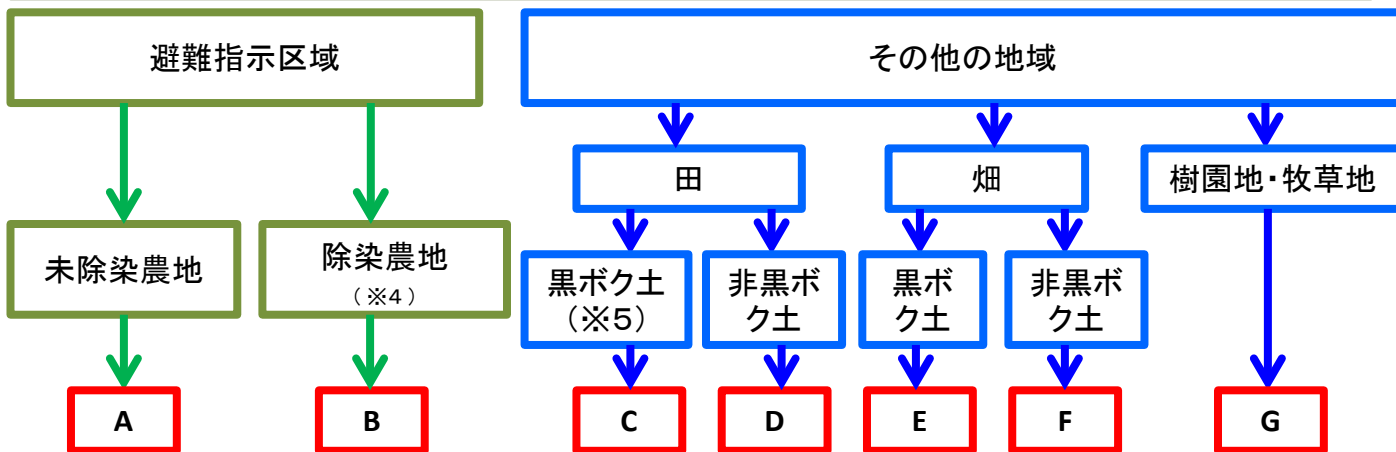 避難指示区域
その他の地域
田
畑
樹園地・牧草地
未除染農地
除染農地
（※4）
黒ボク土
（※5）
非黒ボ
ク土
黒ボ
ク土
非黒ボ
ク土
A
B
C
D
E
F
G